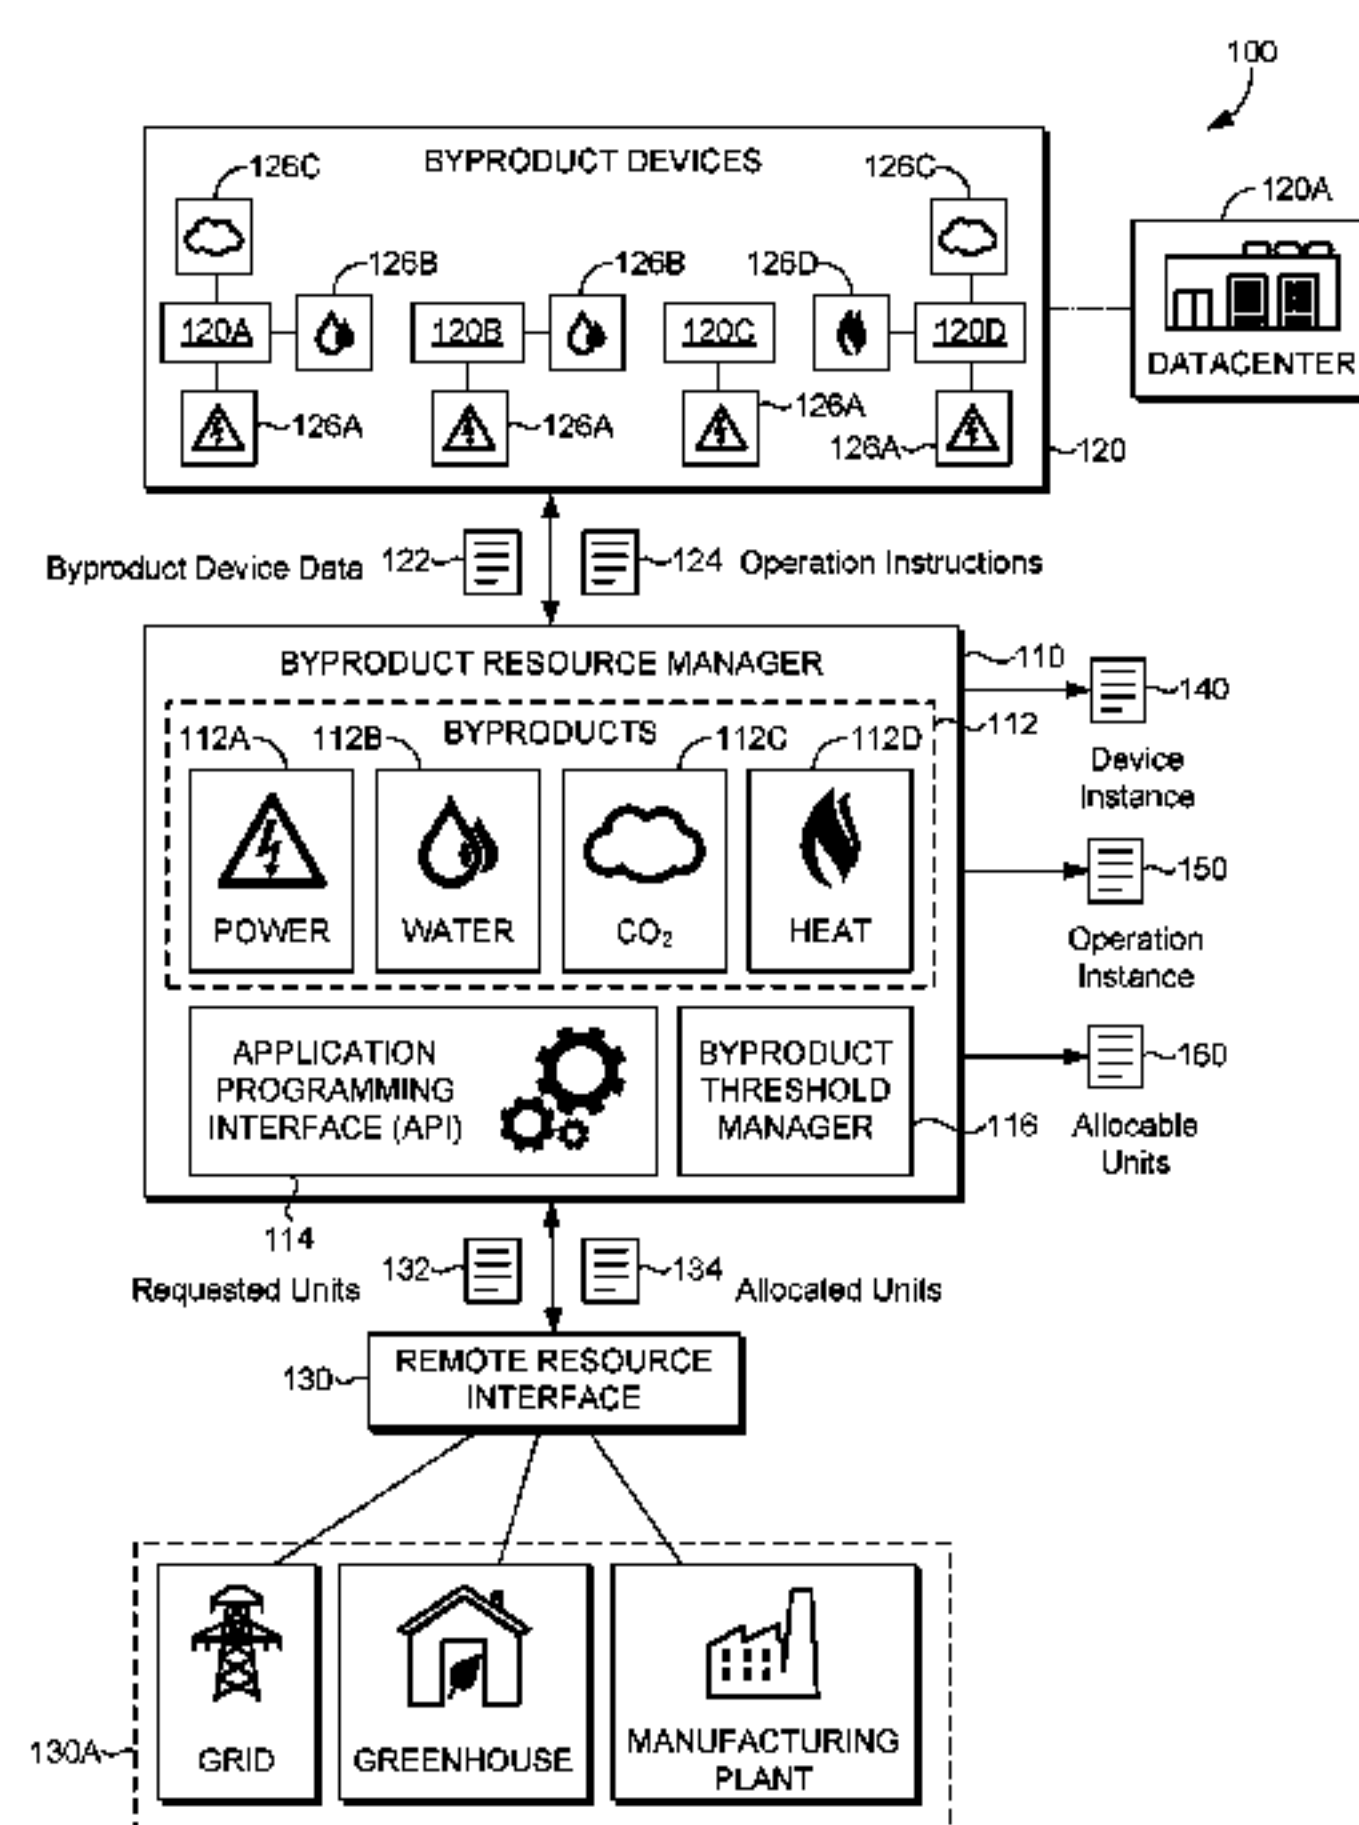 100
BYPRODUCT DEVICES
126C
126C
120A
126B
126B
126D
120A
120B
120C
120D
DATACENTER
126A
126A
126A
126A
120
Byproduct Device Data
122
124
Operation Instructions
BYPRODUCT RESOURCE MANAGER
110
140
BYPRODUCTS
112
112A
112B
112C
112D
Device
Instance
POWER
WATER
CO₂
HEAT
150
Operation
Instance
APPLICATION
PROGRAMMING
INTERFACE (API)
BYPRODUCT
THRESHOLD
MANAGER
160
116
Allocable
Units
114
Requested Units
132
134
Allocated Units
130
REMOTE RESOURCE
INTERFACE
130A
GRID
GREENHOUSE
MANUFACTURING
PLANT